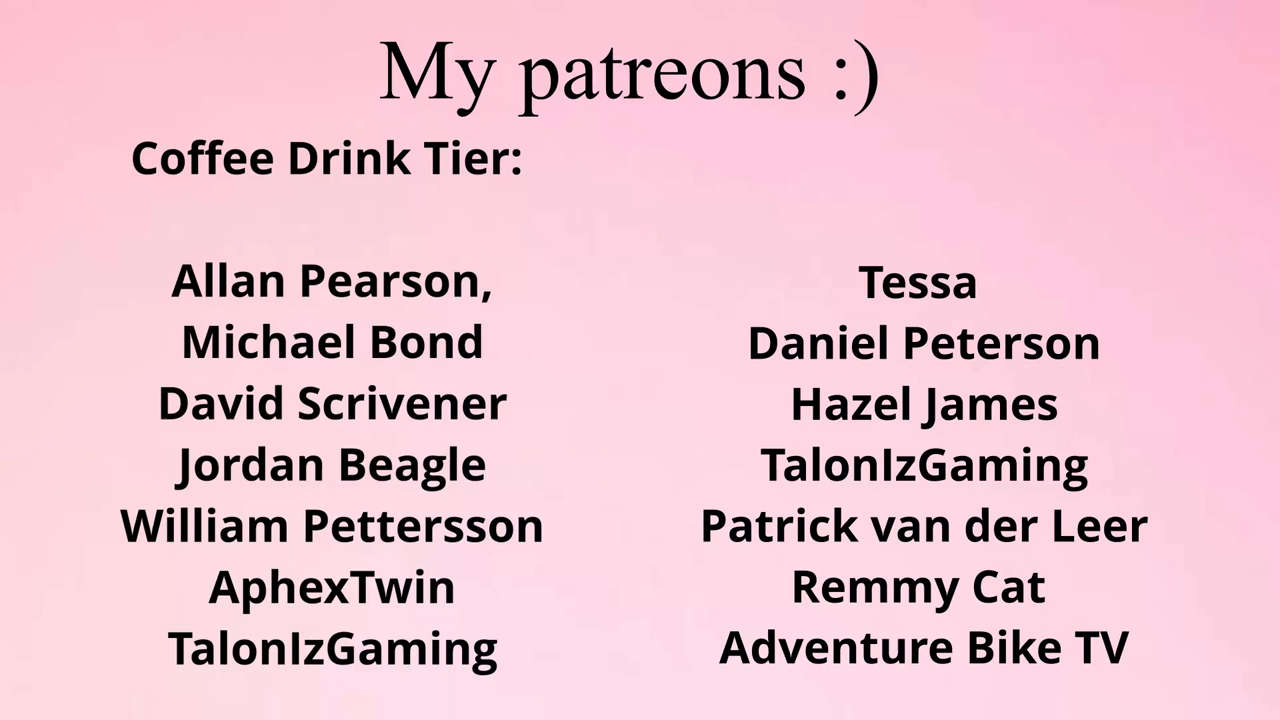 My patreons :)
Coffee Drink Tier:
Allan Pearson,
Michael Bond
David Scrivener
Jordan Beagle
William Pettersson
AphexTwin
TalonIzGaming
Tessa
Daniel Peterson
Hazel James
TalonIzGaming
Patrick van der Leer
Remmy Cat
Adventure Bike TV